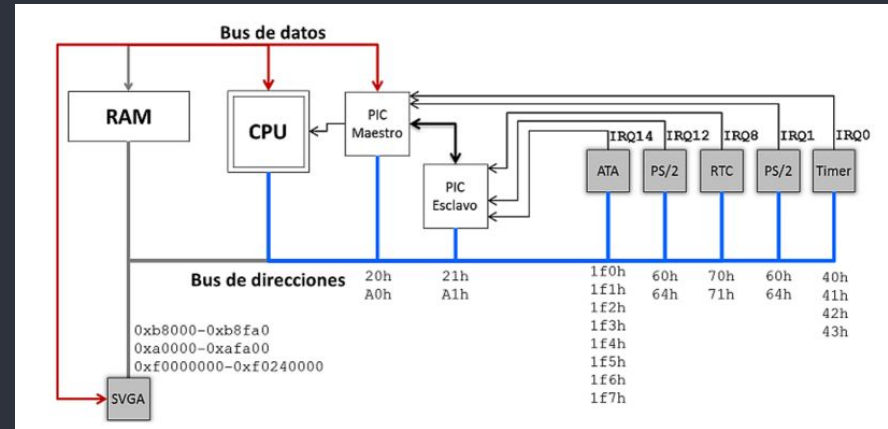 Bus de datos
RAM
CPU
PIC
Maestro
PIC
Esclavo
IRQ14 IRQ12 IRQ8 IRQ1 IRQ0
ATA PS/2 RTC PS/2 Timer
Bus de direcciones
20h
A0h
21h
A1h
1f0h
1f1h
1f2h
1f3h
1f4h
1f5h
1f6h
1f7h
60h
64h
70h
71h
60h
64h
40h
41h
42h
43h
0xb8000-0xb8fa0
0xa0000-0xafa00
0xf0000000-0xf0240000
SVGA